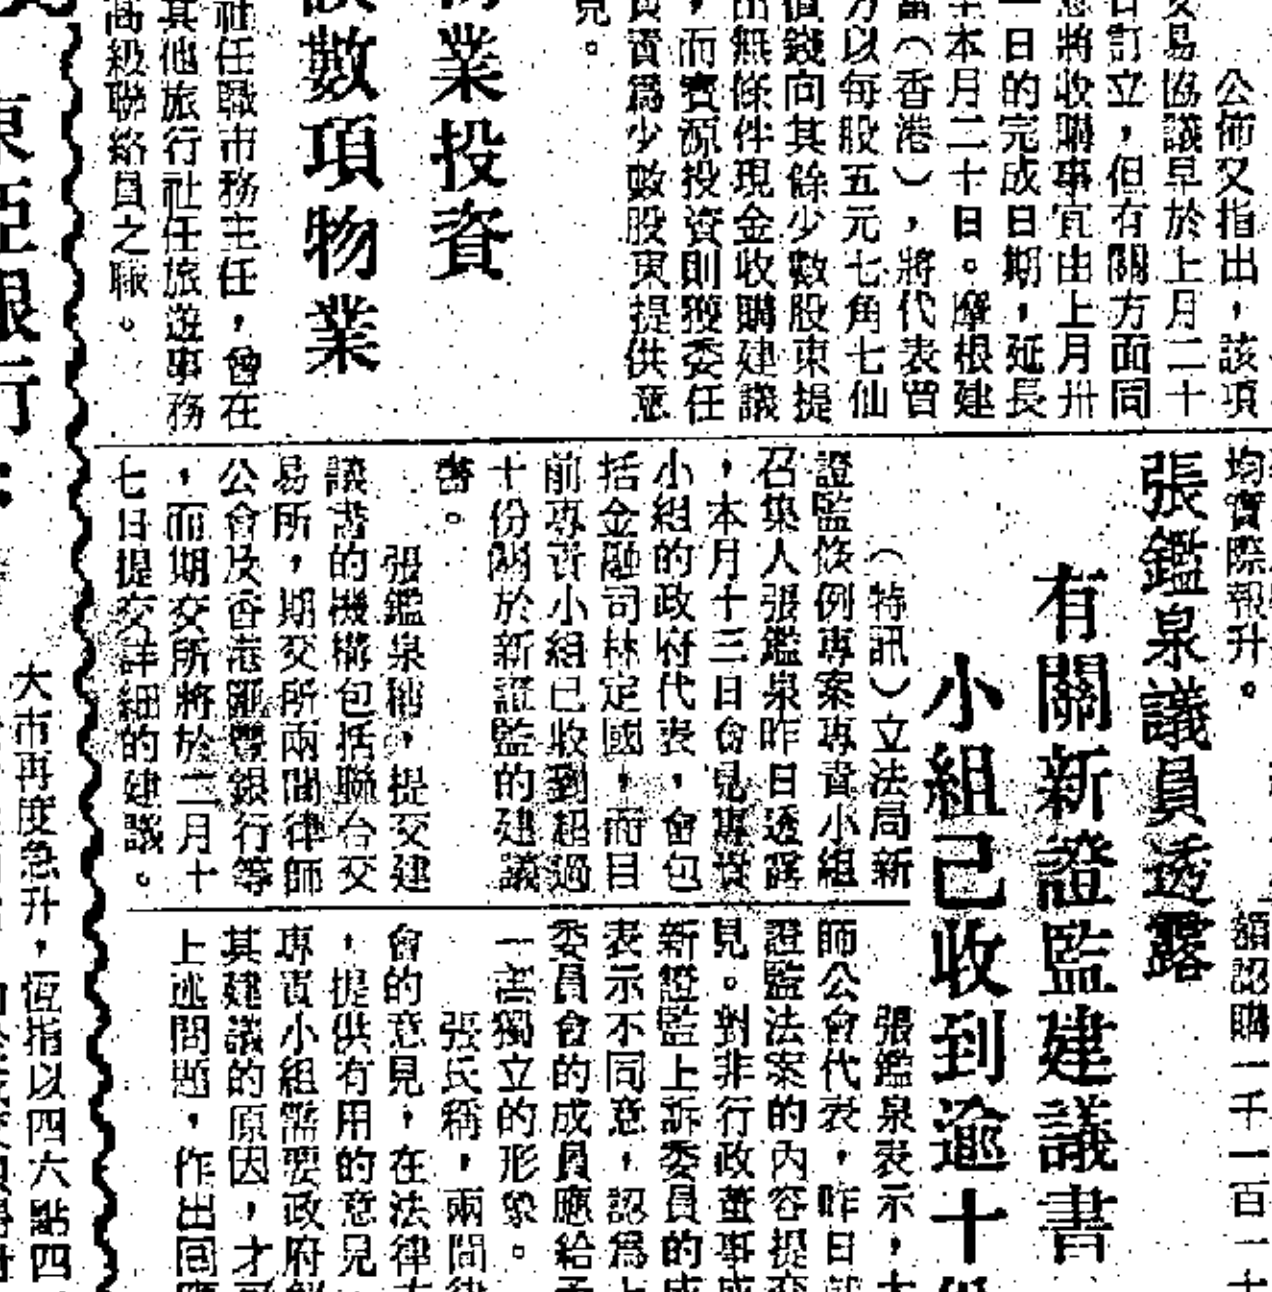 公佈又指出，該項
易協議早於上月二十
訂立，但有關方面同
將收購事宜由上月卅
一日的完成日期，延長
至本月二十日。摩根建
富（香港），將代表買
方以每股五元七角七仙
值錢向其餘少數股東提
出無條件現金收購建議
，而寶源投資則獲委任
負責爲少數股東提供意
見。
業投資
數項物業
社任職市務主任，曾在
其他旅行社任旅遊事務
高級聯絡員之職。
均實際報升。
張鑑泉議員透露
有關新證監建議書
小組已收到逾十
（特訊）立法局新
證監條例專案專責小組
召集人張鑑泉昨日透露
，本月十三日會見專責
小組的政府代表，會包
括金融司林定國，而目
前專責小組已收到超過
十份關於新證監的建議
書。
張鑑泉稱，提交建
議書的機構包括聯合交
易所，期交所兩間律師
公會及香港滙豐銀行等
，而期交所將於二月十
七日提交詳細的建議。
張鑑泉表示，
師公會代表，昨日
證監法案的內容提
見。對非行政董事
新證監上訴委員的
表示不同意，認爲
委員會的成員應給
一副獨立的形象。
張氏稱，兩間
會的意見，在法律
，提供有用的意見
專責小組需要政府
其建議的原因，才
上述問題，作出回
額認購一千一百一十
東亞銀行：
大市再度急升，恆指以四六點四